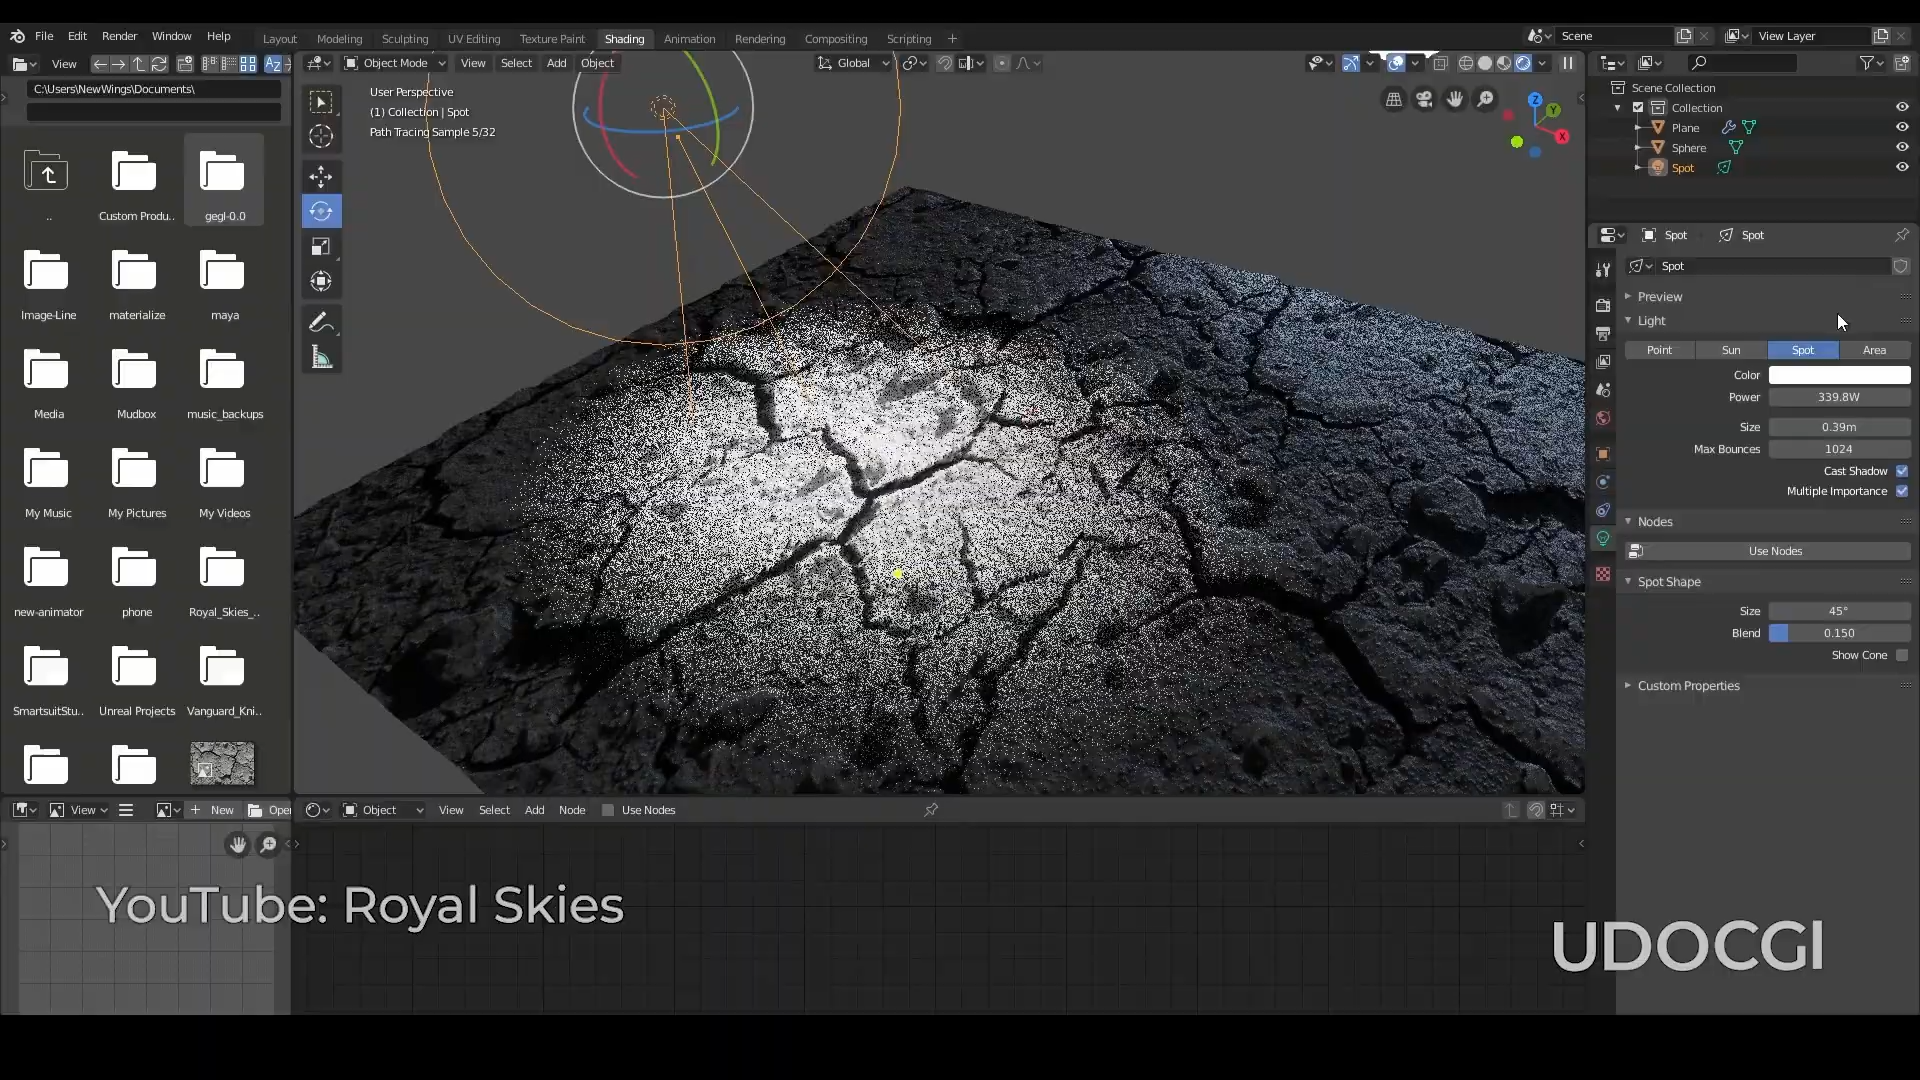 File Edit Render Window Help Layout Modeling Sculpting UV Editing Texture Paint Shading Animation Rendering Compositing Scripting Scene View Layer
View Object Mode View Select Add Object Global
C:\Users\NewWings\Documents\
User Perspective
(1) Collection | Spot
Path Tracing Sample 5/32
Scene Collection
Collection
Plane
Sphere
Spot
.. Custom Produ.. gegl-0.0
Image-Line materialize maya
Media Mudbox music_backups
My Music My Pictures My Videos
new-animator phone Royal_Skies_..
SmartsuitStu.. Unreal Projects Vanguard_Kni..
Z
Y
X
Spot Spot
Spot
Preview
Light
Point Sun Spot Area
Color
Power 339.8W
Size 0.39m
Max Bounces 1024
Cast Shadow
Multiple Importance
Nodes
Use Nodes
Spot Shape
Size 45°
Blend 0.150
Show Cone
Custom Properties
View New Open
Object View Select Add Node Use Nodes
YouTube: Royal Skies
UDOCGI